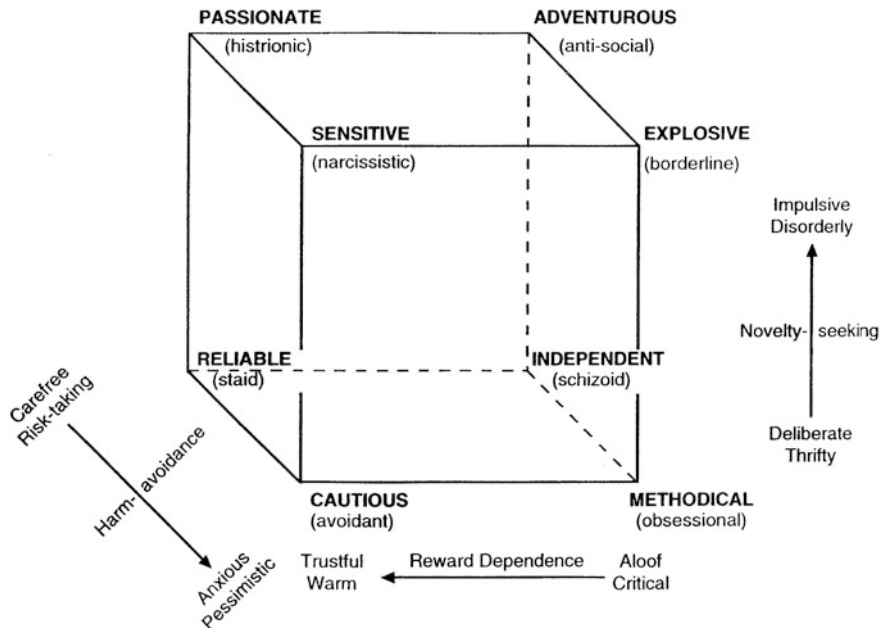 PASSIONATE
(histrionic)
ADVENTUROUS
(anti-social)
SENSITIVE
(narcissistic)
EXPLOSIVE
(borderline)
Impulsive
Disorderly
Novelty- seeking
Deliberate
Thrifty
RELIABLE
(staid)
INDEPENDENT
(schizoid)
Carefree
Risk-taking
Harm- avoidance
Anxious
Pessimistic
CAUTIOUS
(avoidant)
METHODICAL
(obsessional)
Trustful
Warm
Reward Dependence
Aloof
Critical